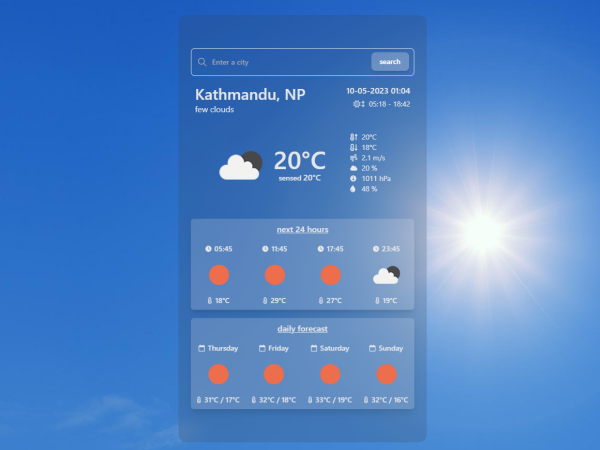 Enter a city
search
Kathmandu, NP
10-05-2023 01:04
few clouds
05:18 - 18:42
20°C
sensed 20°C
20°C
18°C
2.1 m/s
20 %
1011 hPa
48 %
next 24 hours
05:45 11:45 17:45 23:45
18°C 29°C 27°C 19°C
daily forecast
Thursday Friday Saturday Sunday
31°C / 17°C 32°C / 18°C 33°C / 19°C 32°C / 16°C